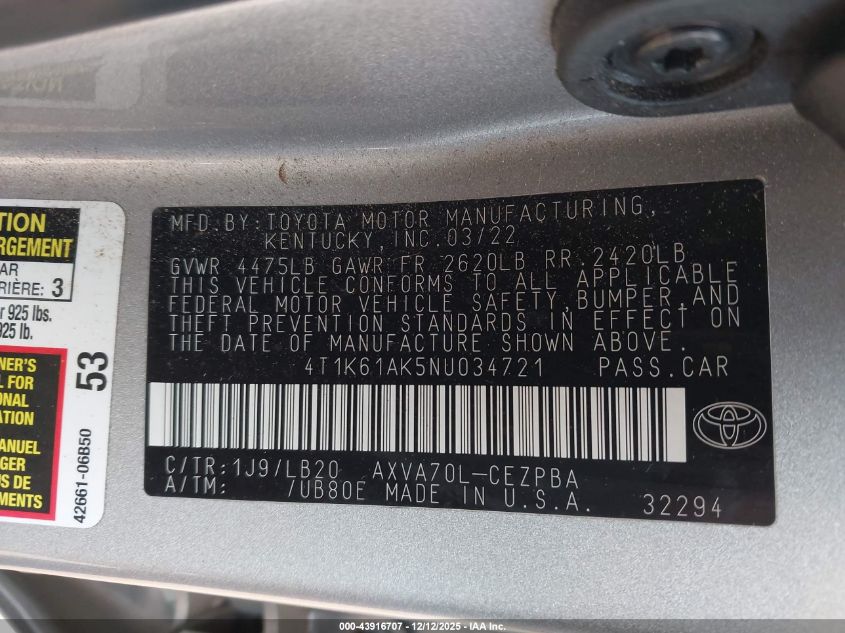 MFD.BY:TOYOTA MOTOR MANUFACTURING,
KENTUCKY,INC.03/22
GVWR 4475LB GAWR FR 2620LB RR.2420LB
THIS VEHICLE CONFORMS TO ALL APPLICABLE
FEDERAL MOTOR VEHICLE SAFETY,BUMPER,AND
THEFT PREVENTION STANDARDS IN EFFECT ON
THE DATE OF MANUFACTURE SHOWN ABOVE.
4T1K61AK5NU034721 PASS.CAR
C/TR:1J9/LB20 AXVA70L-CEZPBA
A/TM: 7UB80E MADE IN U.S.A. 32294
TION
RGEMENT
AR
RIÈRE: 3
r 925 lbs.
925 lb.
NER'S
L FOR
ONAL
ATION
ANUEL
GER
US DE
ENTS.
53
42661-06B50
000-43916707 - 12/12/2025 - IAA Inc.